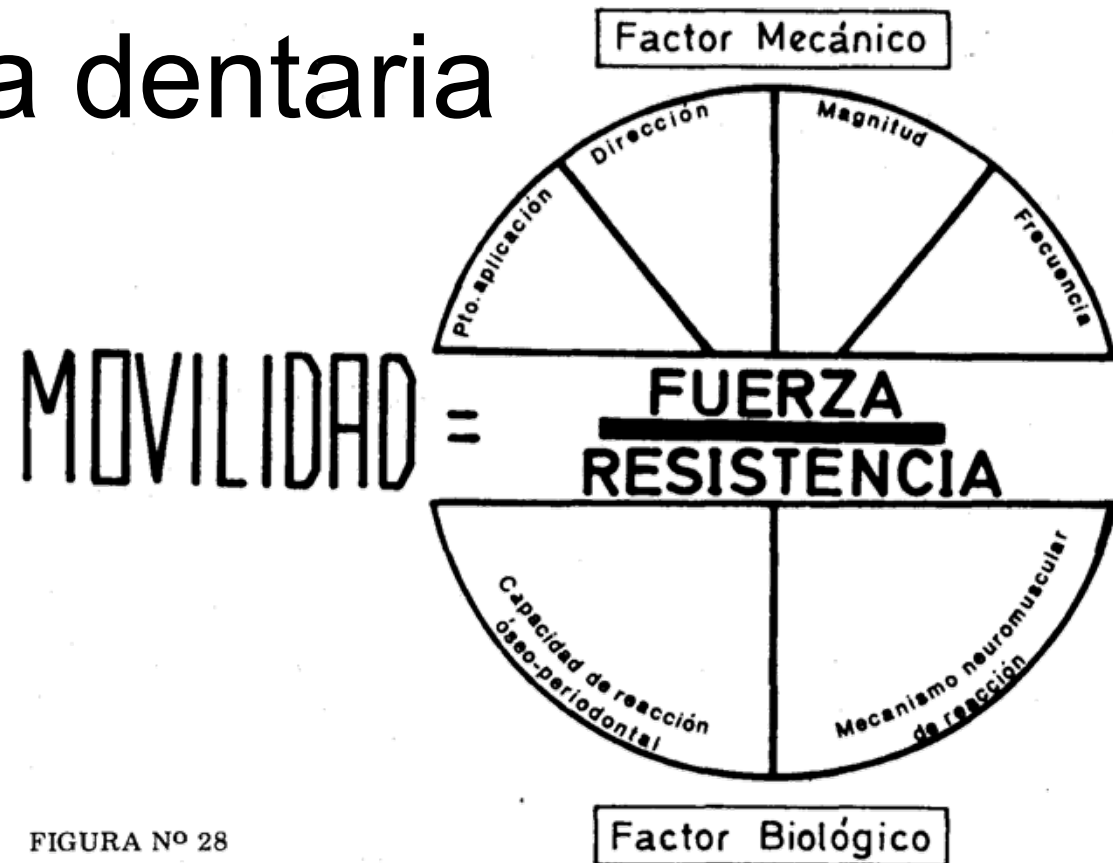 a dentaria
Factor Mecánico
Pto. aplicación
Dirección
Magnitud
Frecuencia
MOVILIDAD =
FUERZA
RESISTENCIA
Capacidad de reacción
óseo-periodontal
Mecanismo neuromuscular
de reacción
Factor Biológico
FIGURA Nº 28